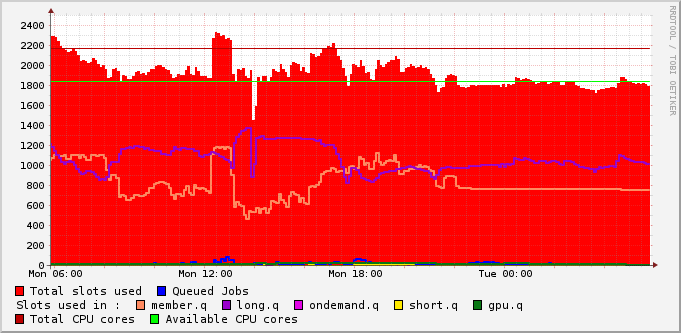 2400
2200
2000
1800
1600
1400
1200
1000
800
600
400
200
0
Mon 06:00 Mon 12:00 Mon 18:00 Tue 00:00
RRDTOOL / TOBI OETIKER
Total slots used Queued Jobs
Slots used in : member.q long.q ondemand.q short.q gpu.q
Total CPU cores Available CPU cores